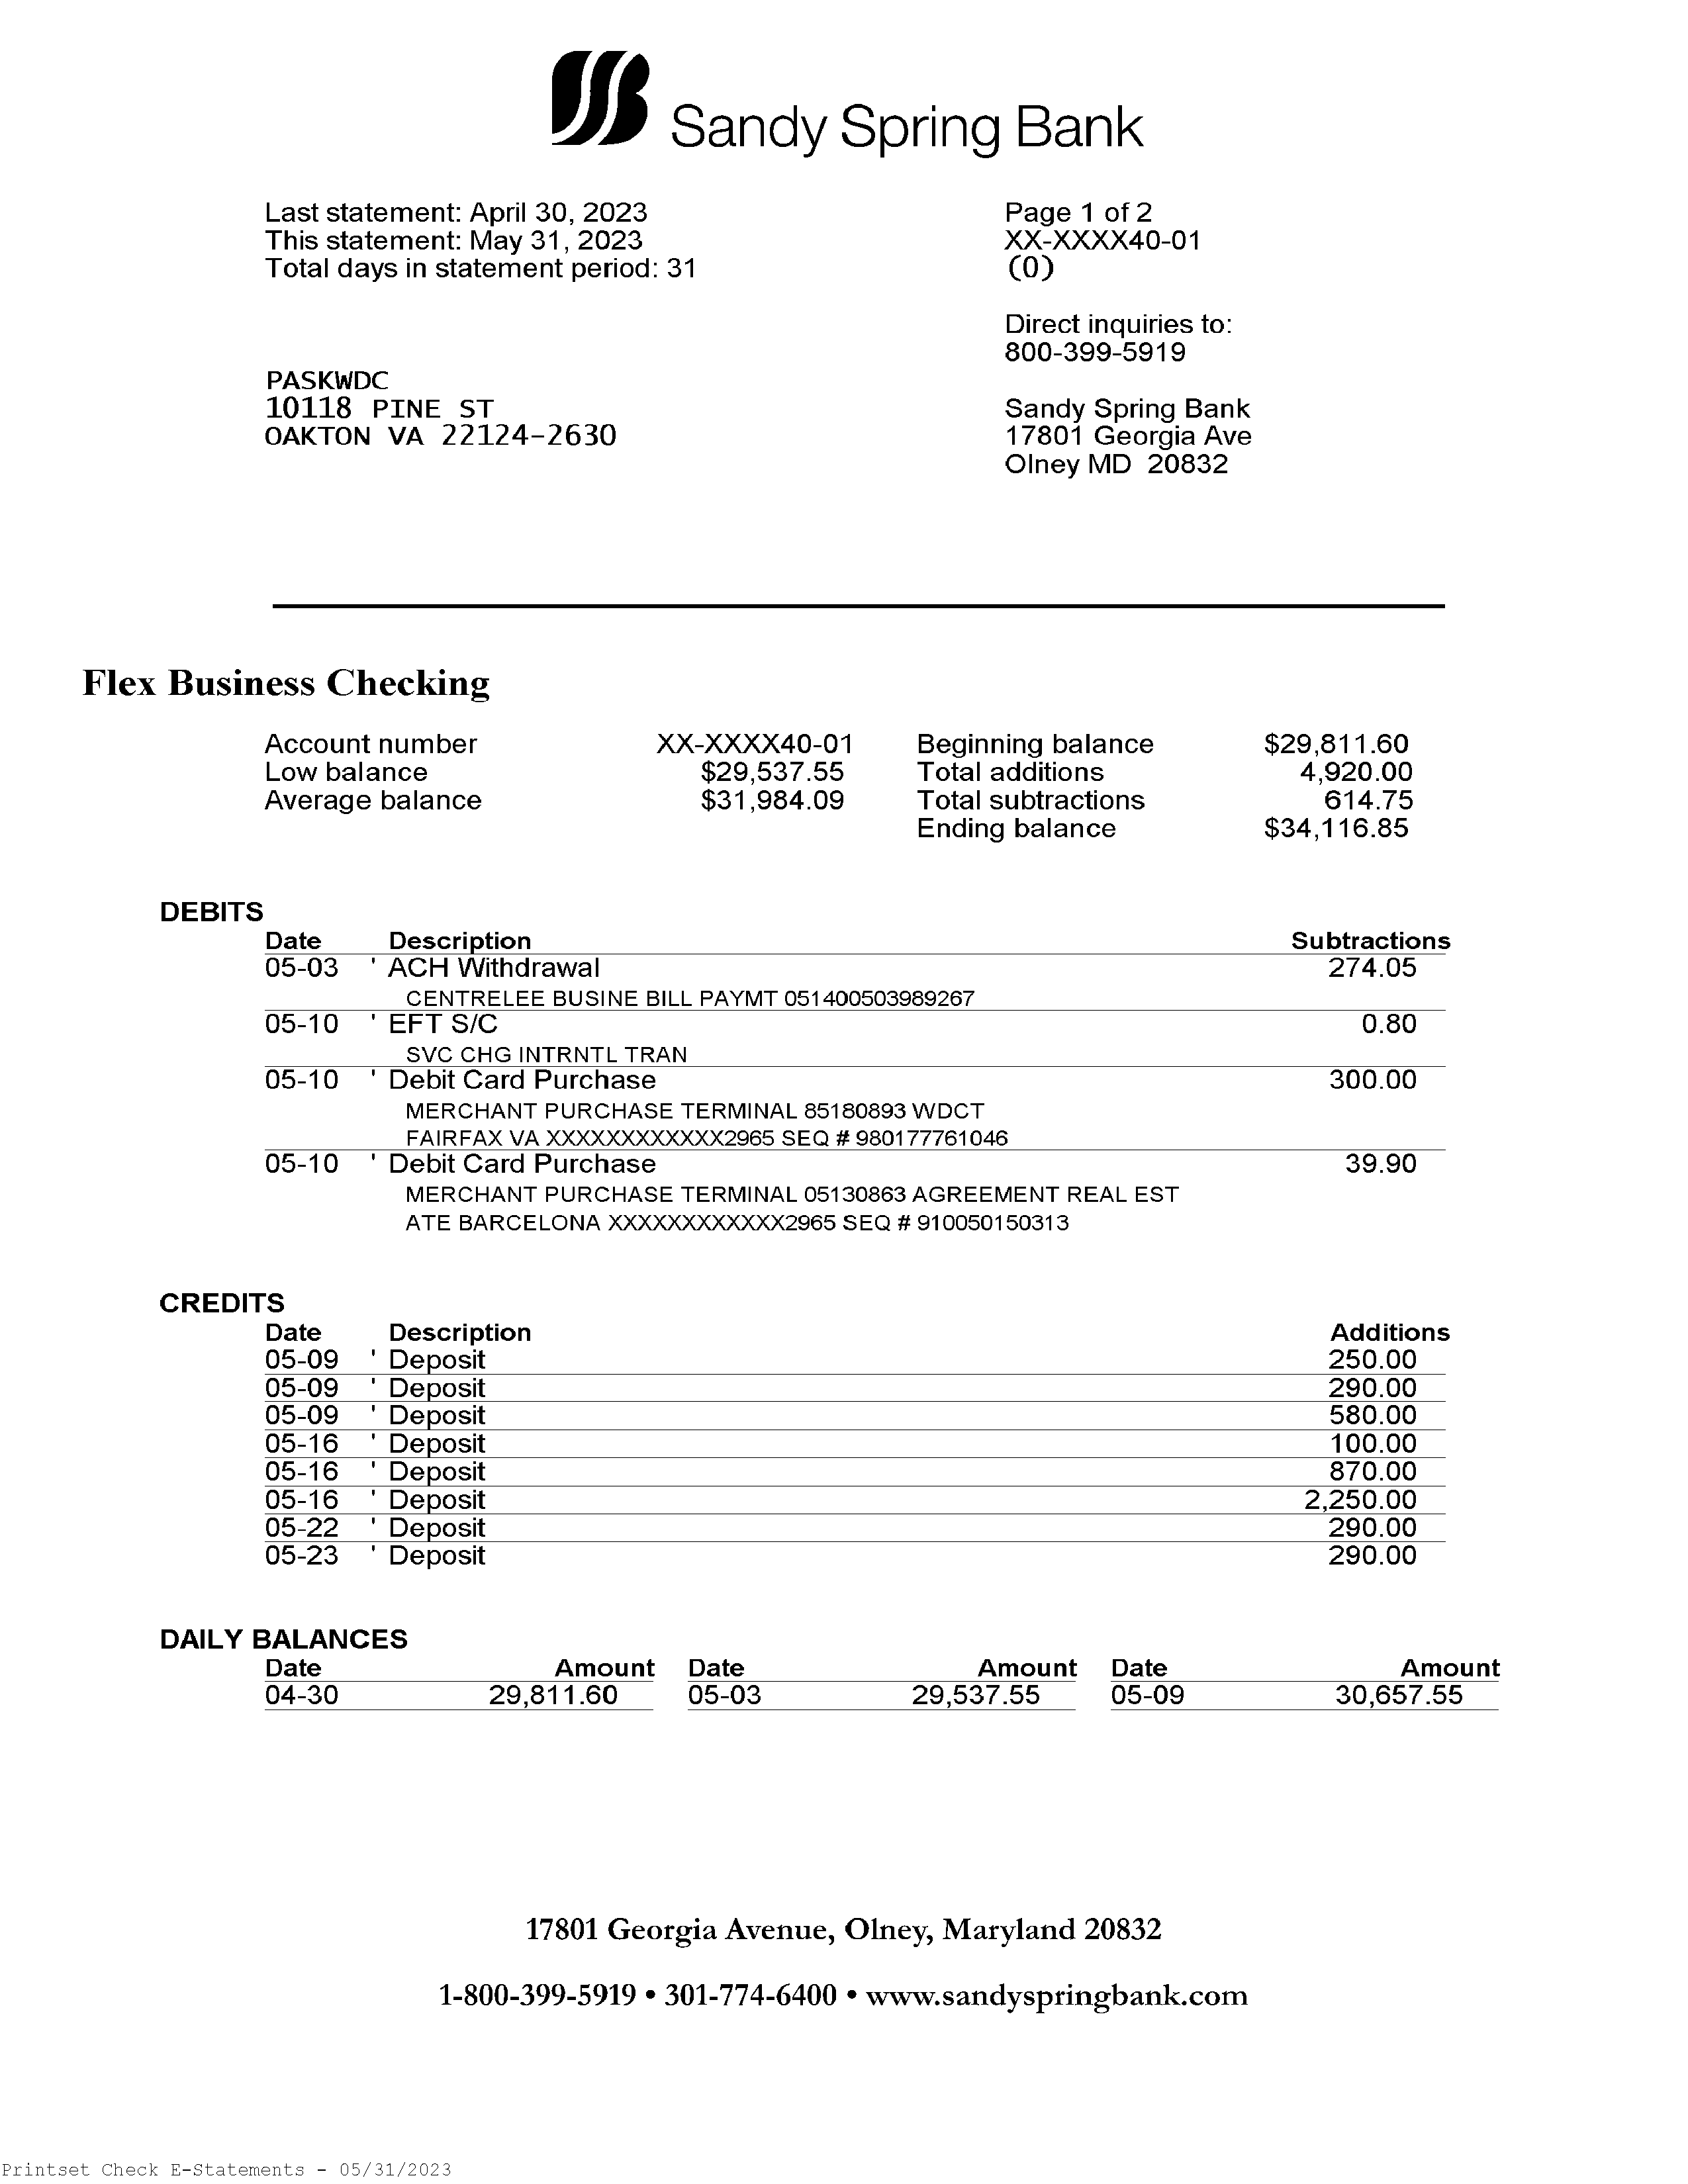 Sandy Spring Bank
Last statement: April 30, 2023
This statement: May 31, 2023
Total days in statement period: 31
Page 1 of 2
XX-XXXX40-01
(0)
Direct inquiries to:
800-399-5919
PASKWDC
10118 PINE ST
OAKTON VA 22124-2630
Sandy Spring Bank
17801 Georgia Ave
Olney MD 20832
Flex Business Checking
Account number XX-XXXX40-01 Beginning balance $29,811.60
Low balance $29,537.55 Total additions 4,920.00
Average balance $31,984.09 Total subtractions 614.75
Ending balance $34,116.85
DEBITS
Date Description Subtractions
05-03 ' ACH Withdrawal 274.05
CENTRELEE BUSINE BILL PAYMT 051400503989267
05-10 ' EFT S/C 0.80
SVC CHG INTRNTL TRAN
05-10 ' Debit Card Purchase 300.00
MERCHANT PURCHASE TERMINAL 85180893 WDCT
FAIRFAX VA XXXXXXXXXXXX2965 SEQ # 980177761046
05-10 ' Debit Card Purchase 39.90
MERCHANT PURCHASE TERMINAL 05130863 AGREEMENT REAL EST
ATE BARCELONA XXXXXXXXXXXX2965 SEQ # 910050150313
CREDITS
Date Description Additions
05-09 ' Deposit 250.00
05-09 ' Deposit 290.00
05-09 ' Deposit 580.00
05-16 ' Deposit 100.00
05-16 ' Deposit 870.00
05-16 ' Deposit 2,250.00
05-22 ' Deposit 290.00
05-23 ' Deposit 290.00
DAILY BALANCES
Date Amount Date Amount Date Amount
04-30 29,811.60 05-03 29,537.55 05-09 30,657.55
17801 Georgia Avenue, Olney, Maryland 20832
1-800-399-5919 • 301-774-6400 • www.sandyspringbank.com
Printset Check E-Statements - 05/31/2023